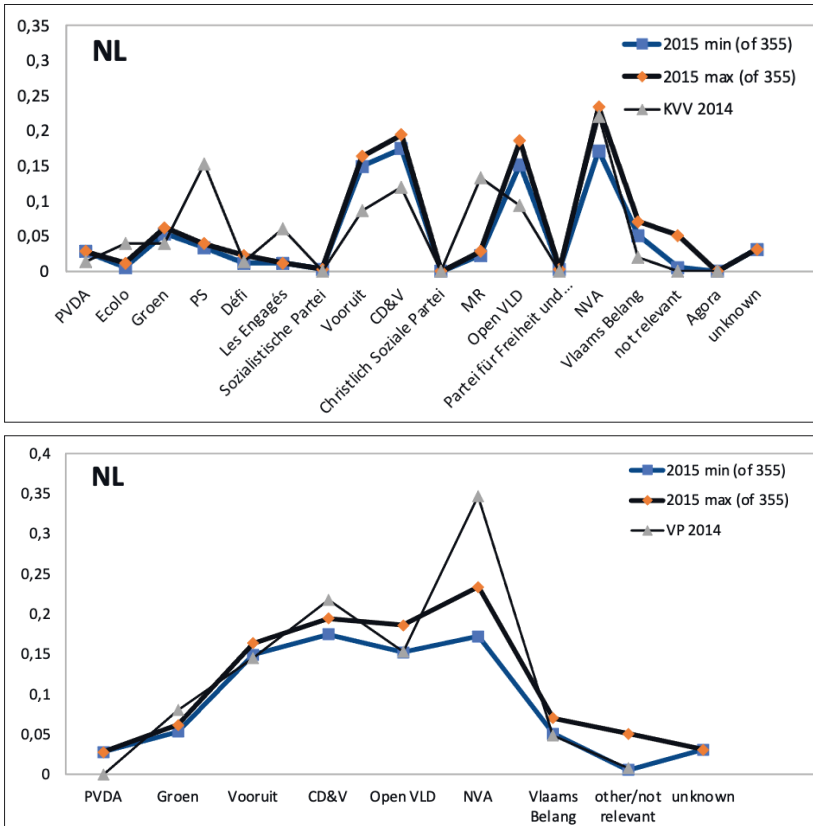 0,35
NL
2015 min (of 355)
0,3
2015 max (of 355)
0,25
KVV 2014
0,2
0,15
0,1
0,05
0
PVDA
Ecolo
Groen
PS
Défi
Les Engagés
Sozialistische Partei
Vooruit
CD&V
Christlich Soziale Partei
MR
Open VLD
Partei für Freiheit und...
NVA
Vlaams Belang
not relevant
Agora
unknown
0,4
NL
2015 min (of 355)
0,35
2015 max (of 355)
0,3
VP 2014
0,25
0,2
0,15
0,1
0,05
0
PVDA Groen Vooruit CD&V Open VLD NVA Vlaams Belang other/not relevant unknown